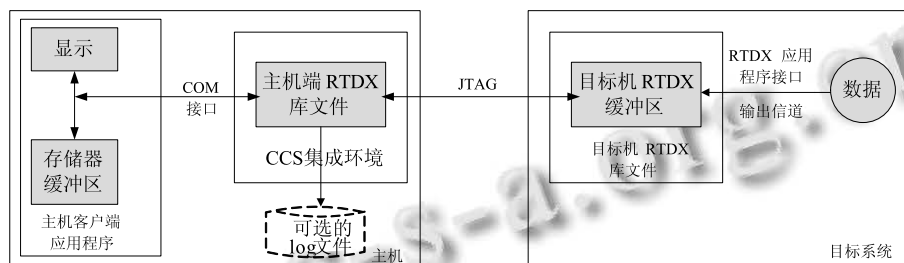 显示
存储器
缓冲区
主机客户端
应用程序
COM
接口
主机端 RTDX
库文件
CCS集成环境
可选的
log文件
主机
JTAG
目标机 RTDX
缓冲区
目标机 RTDX
库文件
RTDX 应用
程序接口
输出信道
数据
目标系统
s-a.org.c